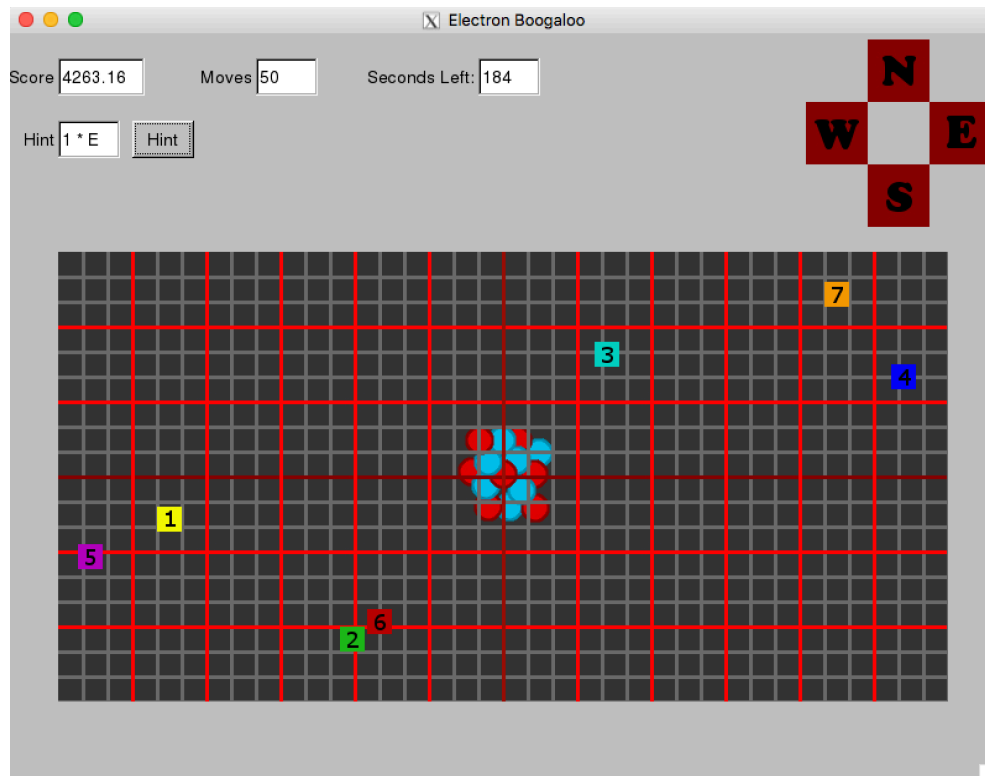 Electron Boogaloo
Score 4263.16 Moves 50 Seconds Left: 184
Hint 1 * E Hint
N
W E
S
7
3
4
1
5
6
2